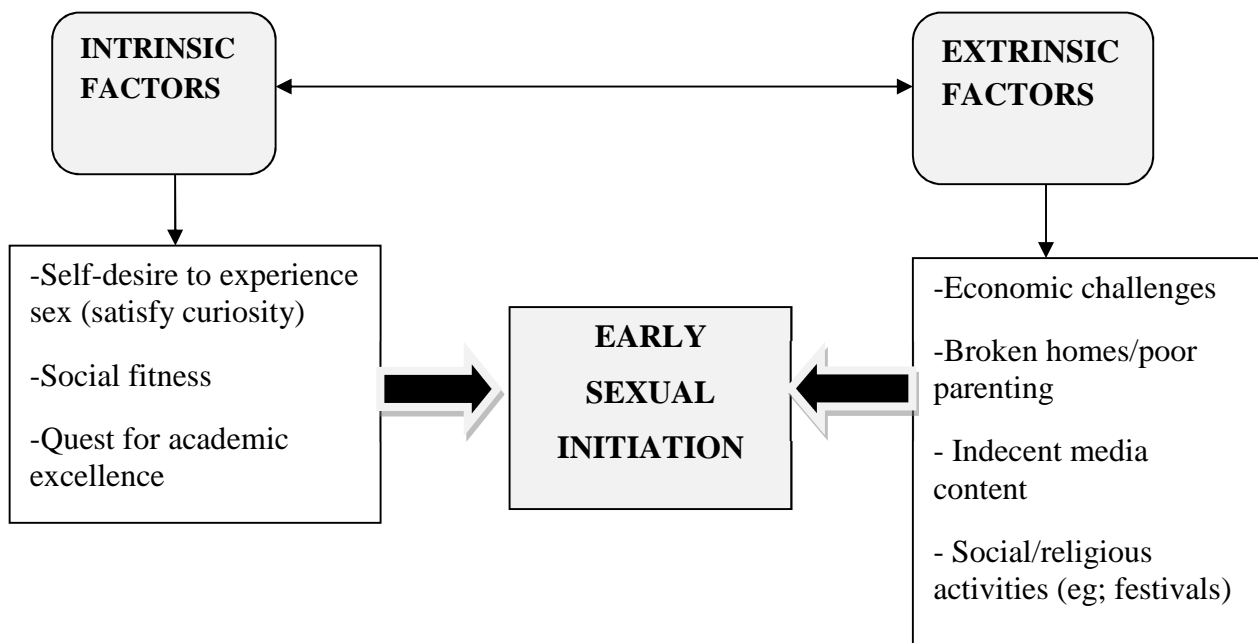 INTRINSIC
FACTORS
EXTRINSIC
FACTORS
-Self-desire to experience
sex (satisfy curiosity)
-Social fitness
-Quest for academic
excellence
EARLY
SEXUAL
INITIATION
-Economic challenges
-Broken homes/poor
parenting
- Indecent media
content
- Social/religious
activities (eg; festivals)